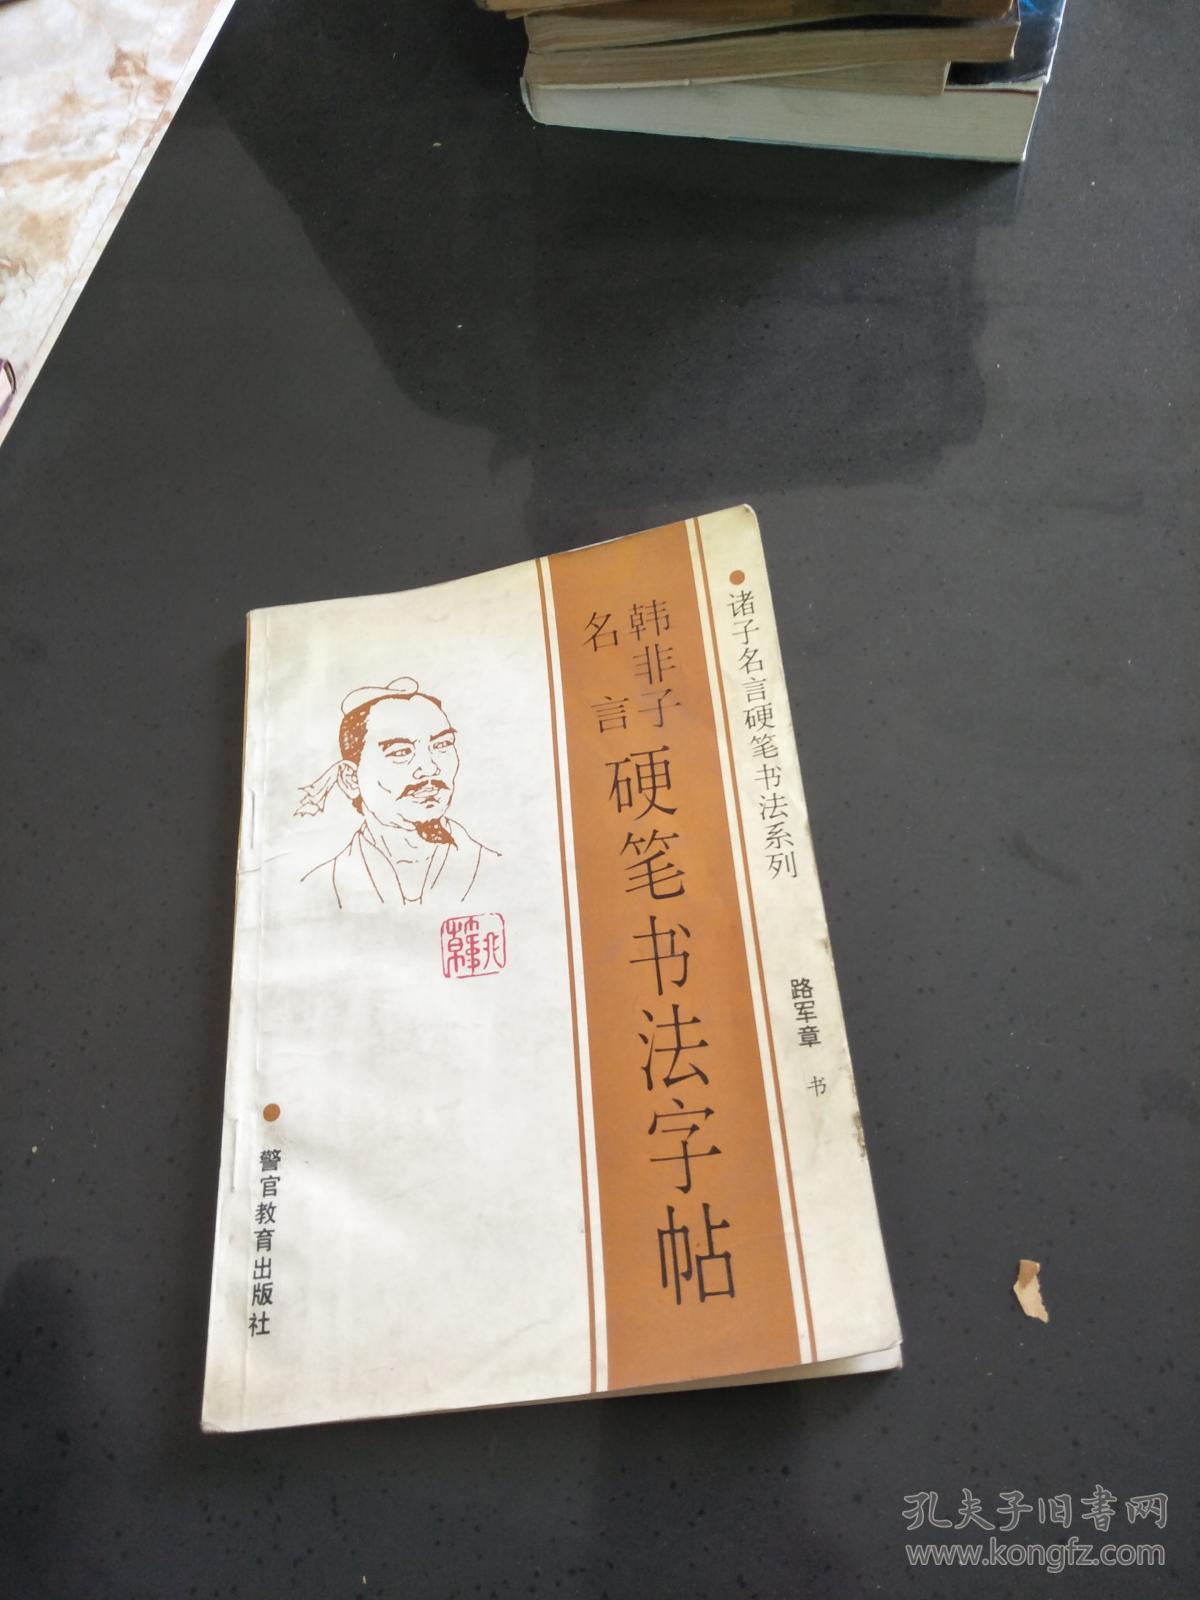 诸子名言硬笔书法系列
路军章 书
韩非子
名言
硬笔书法字帖
韩非
警官教育出版社
孔夫子旧书网
www.kongfz.com